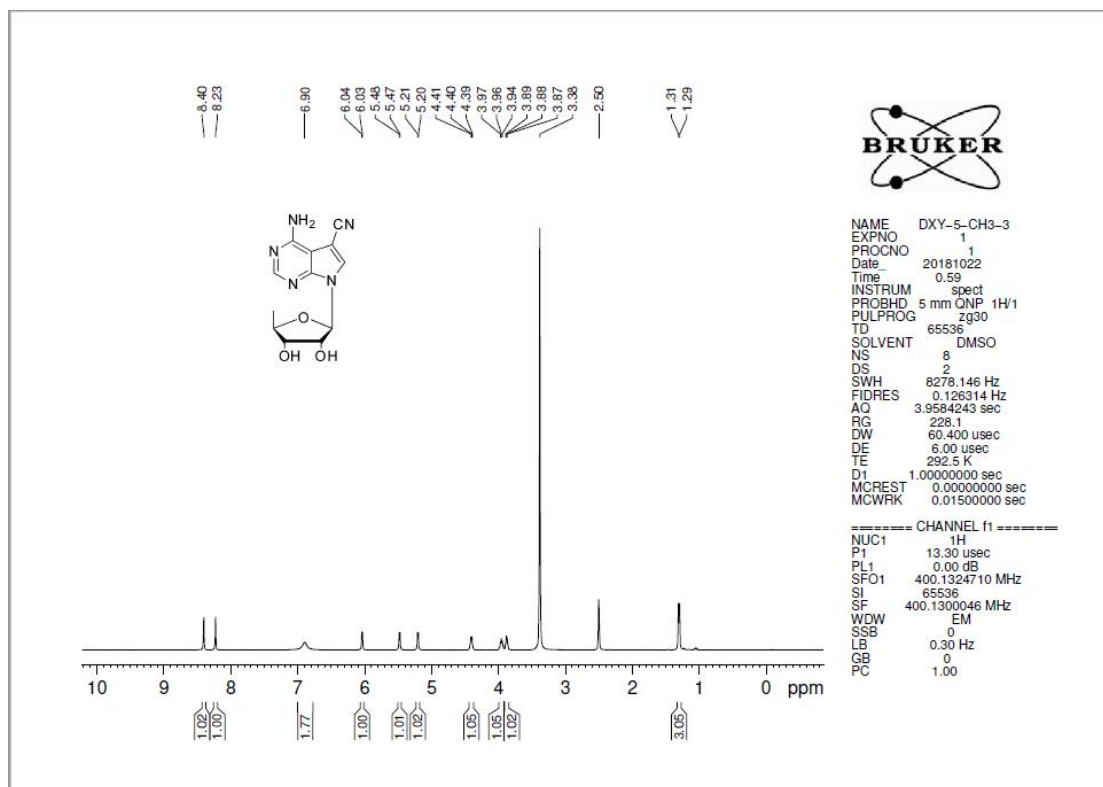 8.40
8.23
6.90
6.04
6.03
5.48
5.47
5.21
5.20
4.41
4.40
4.39
3.97
3.96
3.94
3.89
3.88
3.87
3.38
2.50
1.31
1.29
BRUKER
NH2
CN
N
N
N
O
OH OH
NAME DXY-5-CH3-3
EXPNO 1
PROCNO 1
Date_ 20181022
Time 0.59
INSTRUM spect
PROBHD 5 mm QNP 1H/1
PULPROG zg30
TD 65536
SOLVENT DMSO
NS 8
DS 2
SWH 8278.146 Hz
FIDRES 0.126314 Hz
AQ 3.9584243 sec
RG 228.1
DW 60.400 usec
DE 6.00 usec
TE 292.5 K
D1 1.00000000 sec
MCREST 0.00000000 sec
MCWRK 0.01500000 sec
======== CHANNEL f1 ========
NUC1 1H
P1 13.30 usec
PL1 0.00 dB
SFO1 400.1324710 MHz
SI 65536
SF 400.1300046 MHz
WDW EM
SSB 0
LB 0.30 Hz
GB 0
PC 1.00
10 9 8 7 6 5 4 3 2 1 0 ppm
1.02
1.00
1.77
1.00
1.01
1.02
1.05
1.05
1.02
3.05